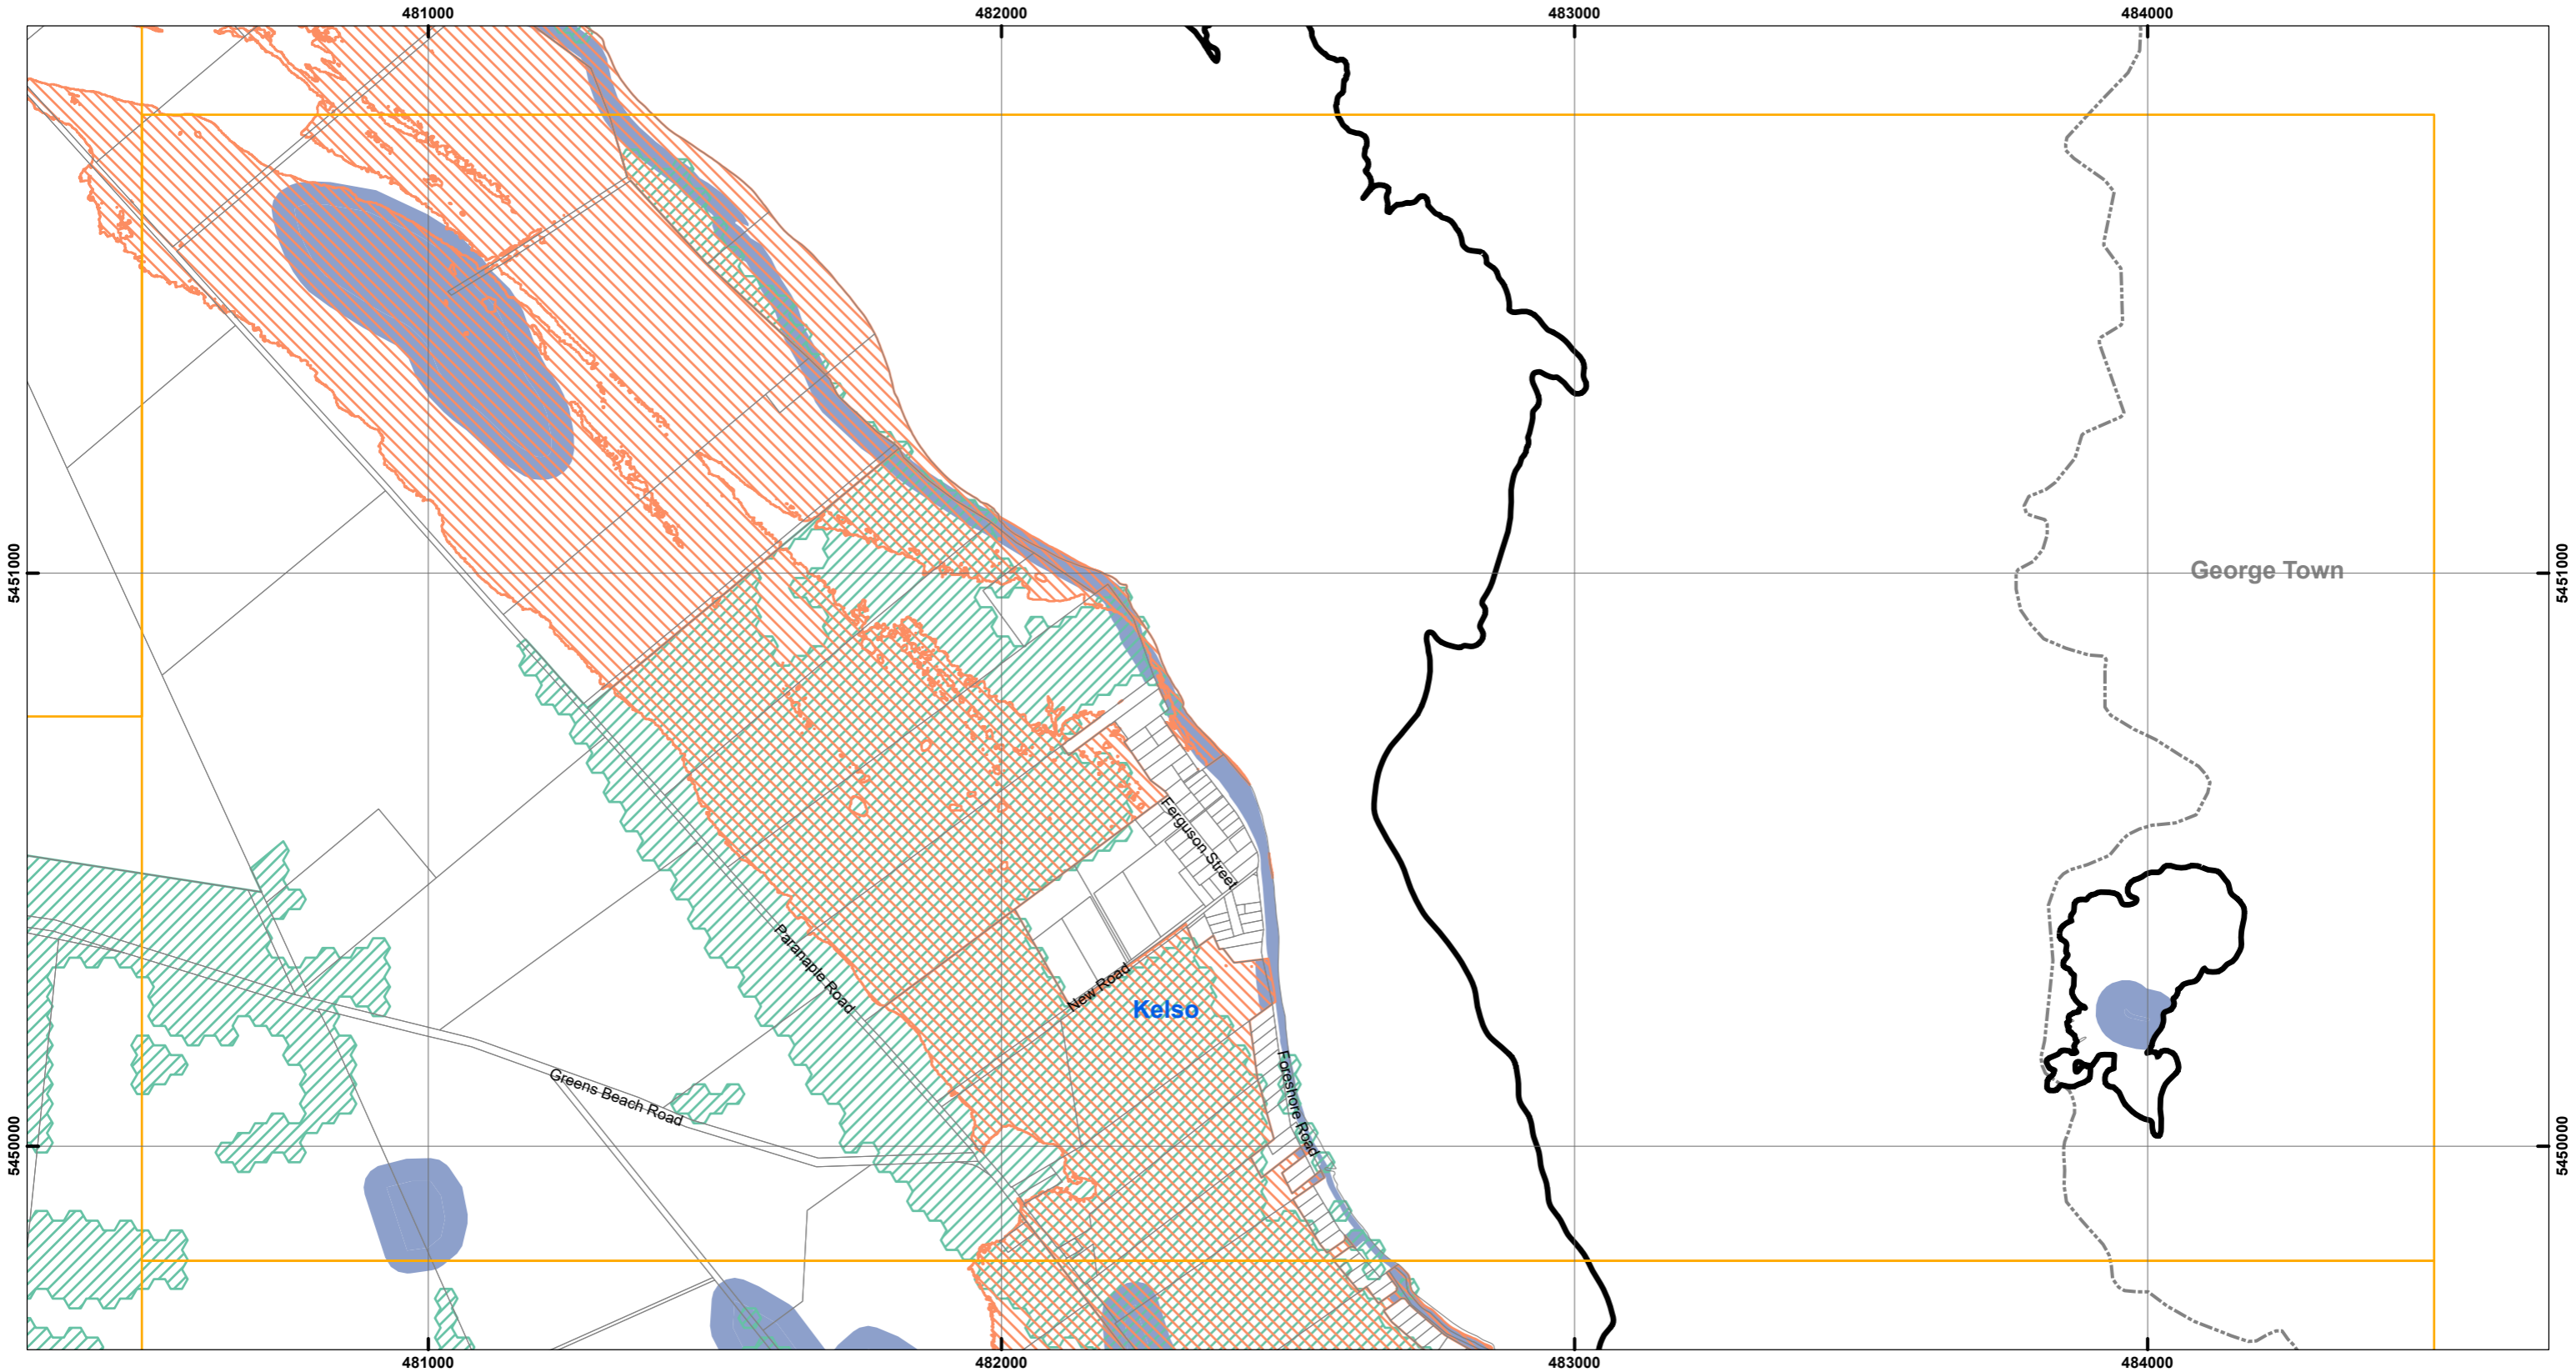 481000
482000
483000
484000
5451000
5451000
George Town
Ferguson Street
Paranaple Road
New Road
Kelso
Greens Beach Road
Foreshore Road
5450000
5450000
481000
482000
483000
484000